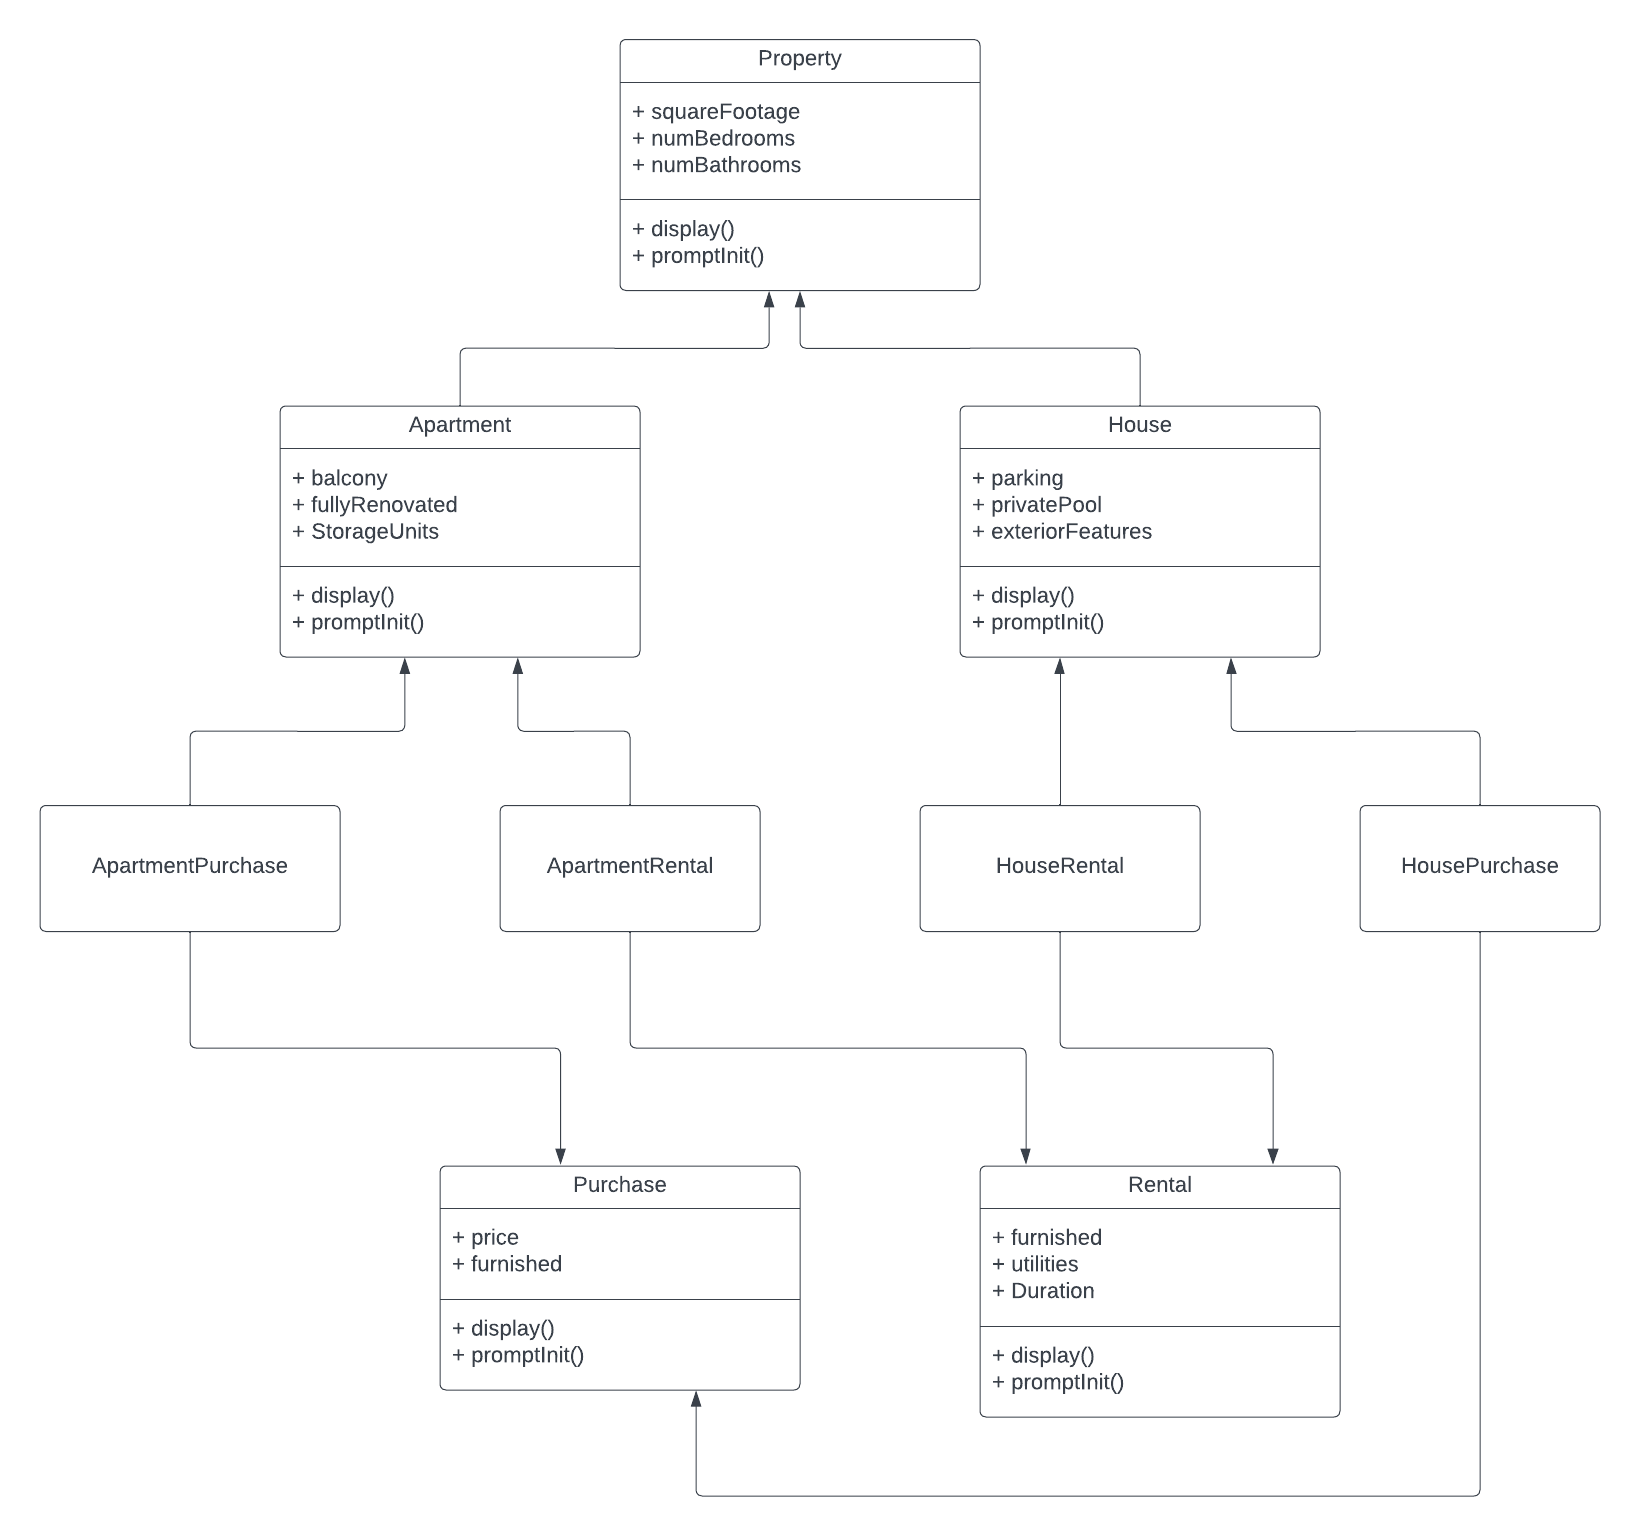 Property
+ squareFootage
+ numBedrooms
+ numBathrooms
+ display()
+ promptInit()
Apartment
+ balcony
+ fullyRenovated
+ StorageUnits
+ display()
+ promptInit()
House
+ parking
+ privatePool
+ exteriorFeatures
+ display()
+ promptInit()
ApartmentPurchase
ApartmentRental
HouseRental
HousePurchase
Purchase
+ price
+ furnished
+ display()
+ promptInit()
Rental
+ furnished
+ utilities
+ Duration
+ display()
+ promptInit()